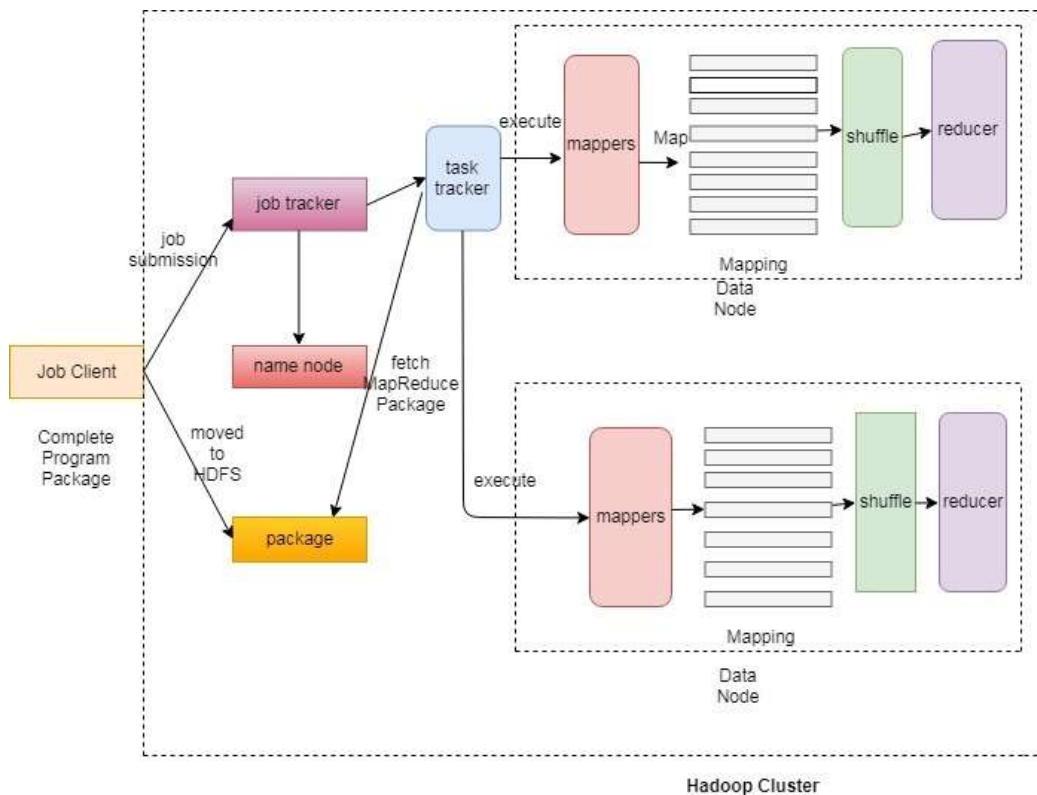 execute
mappers
Map
shuffle
reducer
task
tracker
job tracker
job
submission
Mapping
Data
Node
Job Client
name node
fetch
MapReduce
Package
Complete
Program
Package
moved
to
HDFS
package
execute
mappers
shuffle
reducer
Mapping
Data
Node
Hadoop Cluster